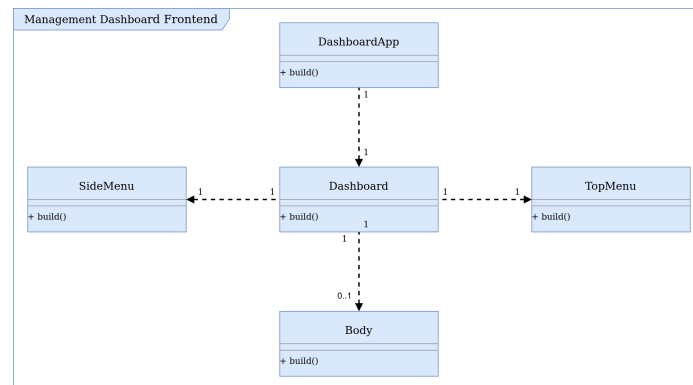 Management Dashboard Frontend
DashboardApp
+ build()
1
1
SideMenu
+ build()
1
1
Dashboard
+ build()
1
1
TopMenu
+ build()
1
1
0..1
Body
+ build()